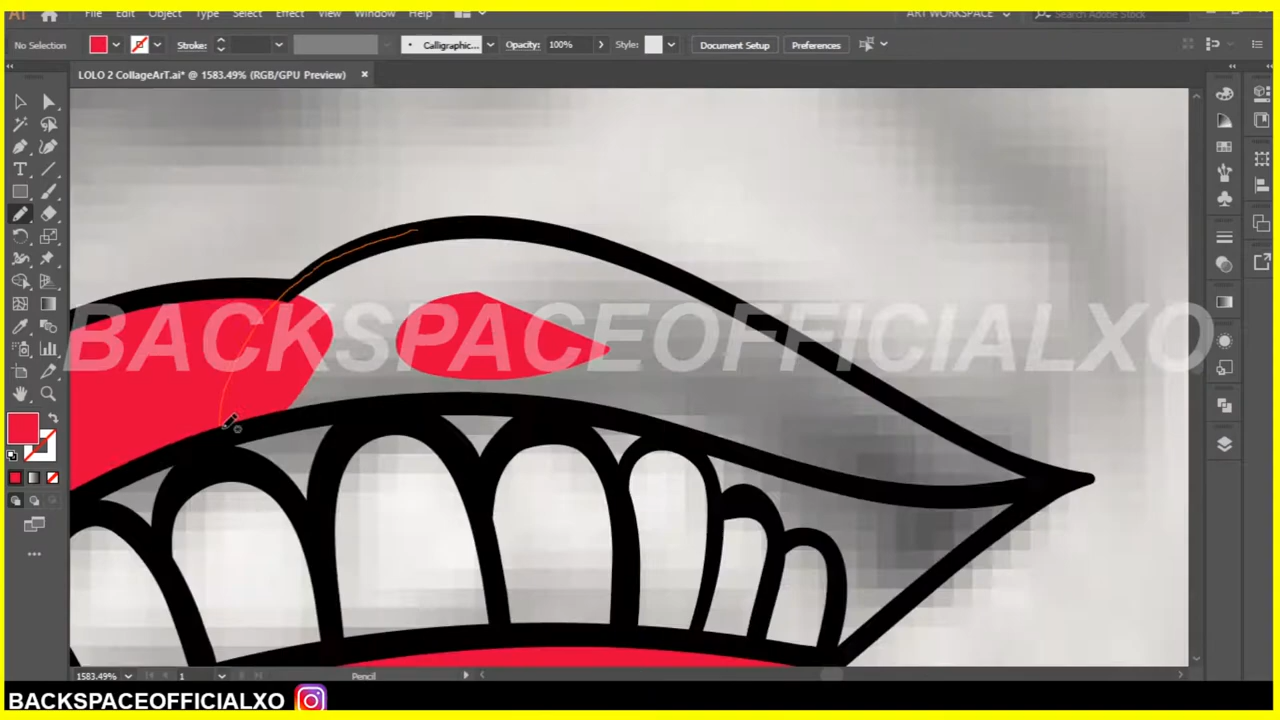 Ai File Edit Object Type Select Effect View Window Help ART WORKSPACE Search Adobe Stock
No Selection Stroke: Calligraphic... Opacity: 100% Style: Document Setup Preferences
LOLO 2 CollageArT.ai* @ 1583.49% (RGB/GPU Preview)
BACKSPACEOFFICIALXO
1583.49% 1 Pencil
BACKSPACEOFFICIALXO